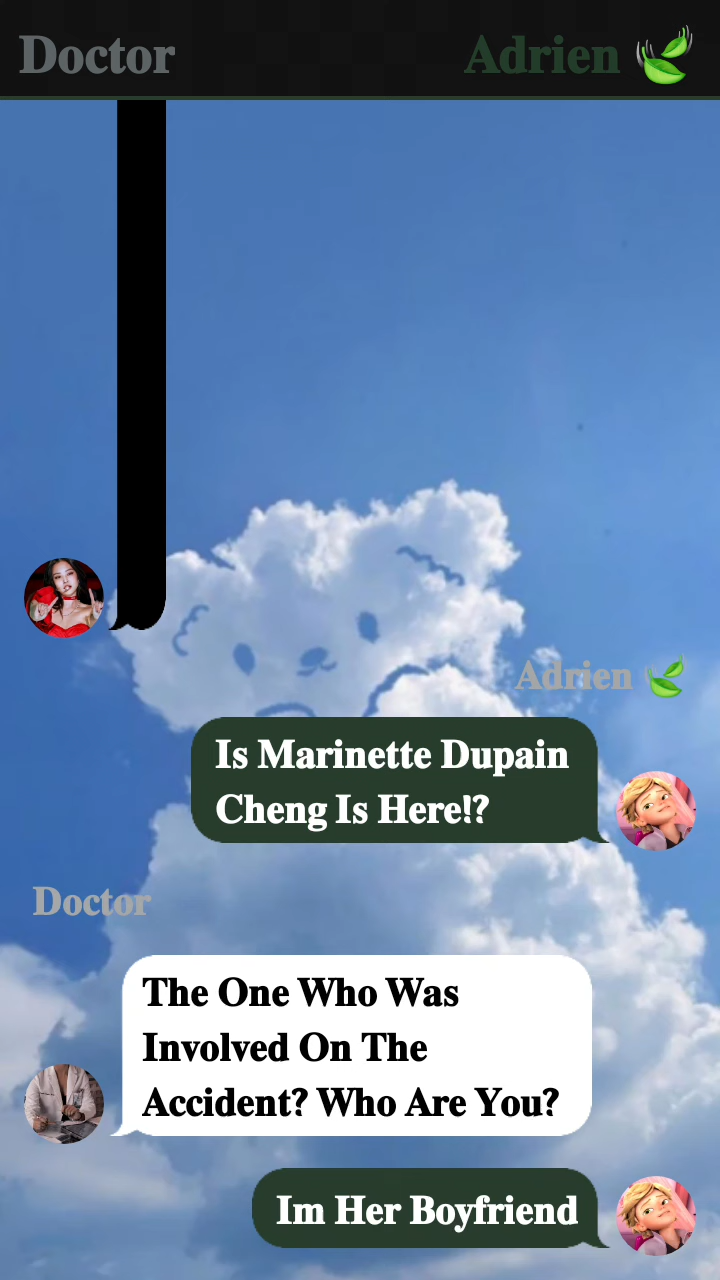 Doctor
Adrien
Adrien
Is Marinette Dupain
Cheng Is Here!?
Doctor
The One Who Was
Involved On The
Accident? Who Are You?
Im Her Boyfriend